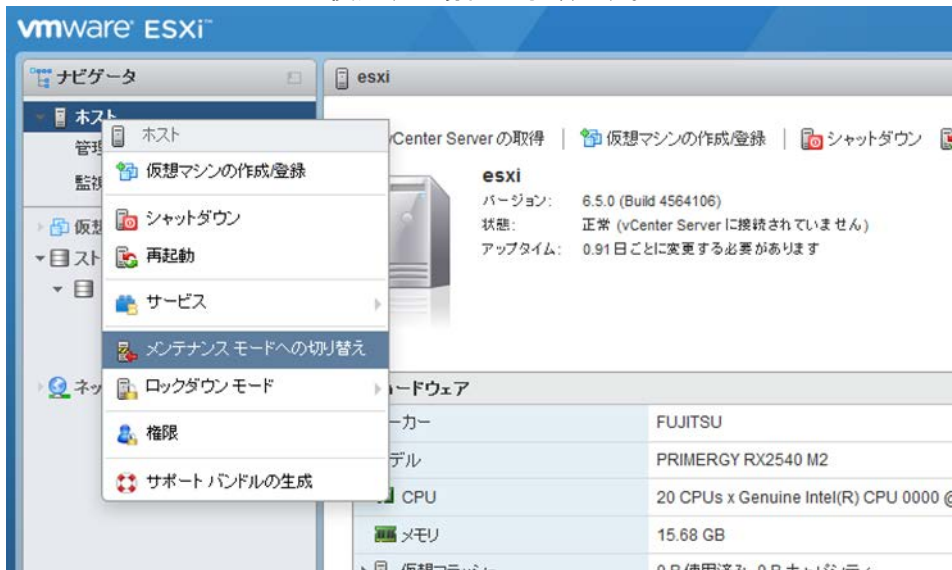 vmware ESXi™
ナビゲータ
esxi
ホスト
ホスト
仮想マシンの作成/登録
シャットダウン
再起動
サービス
メンテナンス モードへの切り替え
ロックダウン モード
権限
サポート バンドルの生成
管理
監視
仮想
スト
ネッ
vCenter Server の取得 | 仮想マシンの作成/登録 | シャットダウン
esxi
バージョン: 6.5.0 (Build 4564106)
状態: 正常 (vCenter Server に接続されていません)
アップタイム: 0.91 日ごとに変更する必要があります
ードウェア
ーカー FUJITSU
デル PRIMERGY RX2540 M2
CPU 20 CPUs x Genuine Intel(R) CPU 0000 @
メモリ 15.68 GB